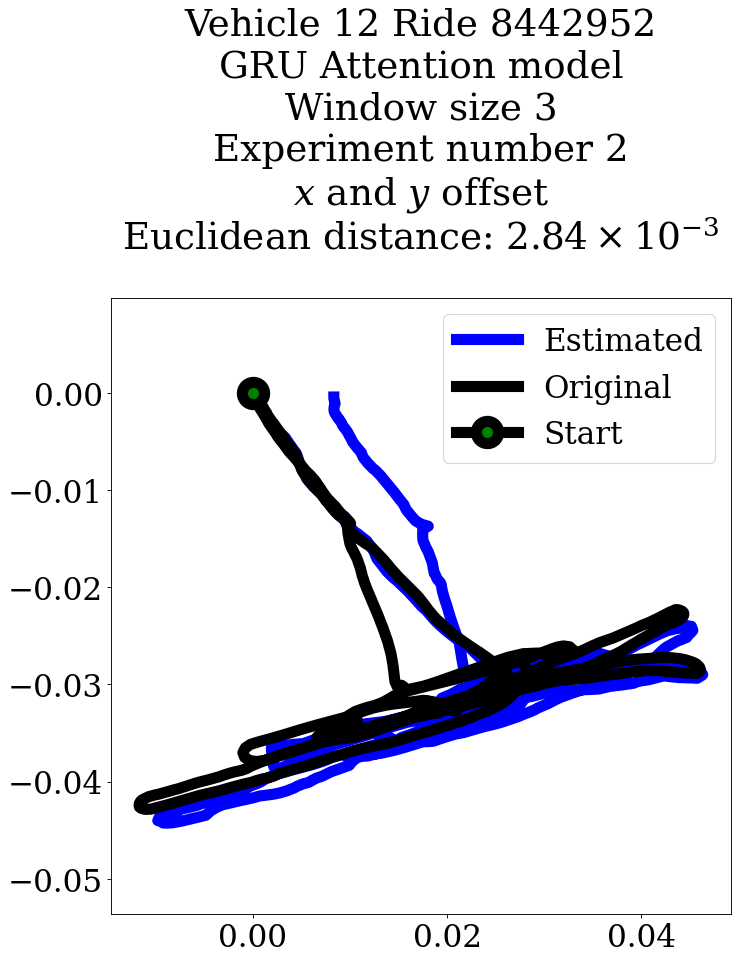 Vehicle 12 Ride 8442952
GRU Attention model
Window size 3
Experiment number 2
x and y offset
Euclidean distance: 2.84 × 10⁻³
Estimated
Original
Start
0.00
−0.01
−0.02
−0.03
−0.04
−0.05
0.00 0.02 0.04